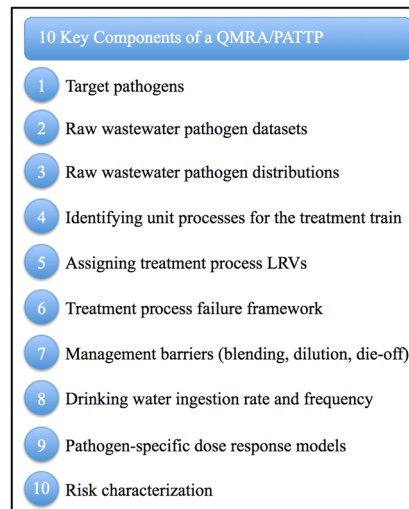 10 Key Components of a QMRA/PATTP
1 Target pathogens
2 Raw wastewater pathogen datasets
3 Raw wastewater pathogen distributions
4 Identifying unit processes for the treatment train
5 Assigning treatment process LRVs
6 Treatment process failure framework
7 Management barriers (blending, dilution, die-off)
8 Drinking water ingestion rate and frequency
9 Pathogen-specific dose response models
10 Risk characterization